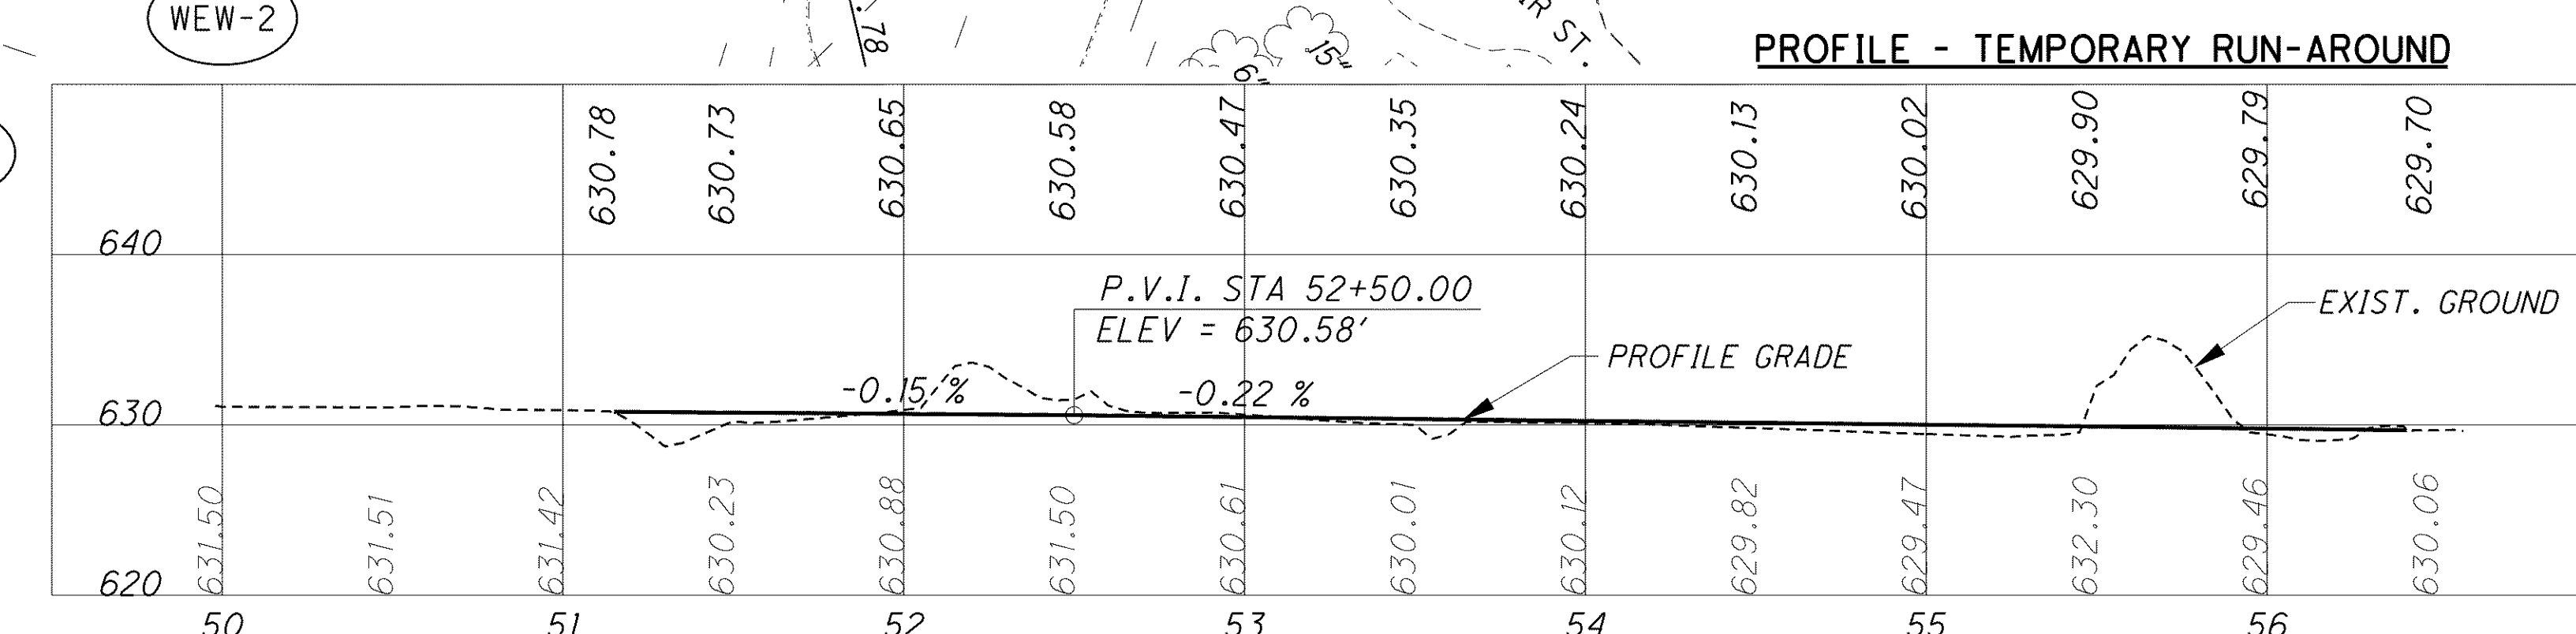 WEW-2
78
6"
15"
R ST.
PROFILE - TEMPORARY RUN-AROUND
630.78 630.73 630.65 630.58 630.47 630.35 630.24 630.13 630.02 629.90 629.79 629.70
640
P.V.I. STA 52+50.00
ELEV = 630.58'
EXIST. GROUND
PROFILE GRADE
-0.15 %
-0.22 %
630
631.50 631.51 631.42 630.23 630.88 631.50 630.61 630.01 630.12 629.82 629.47 632.30 629.46 630.06
620
50 51 52 53 54 55 56